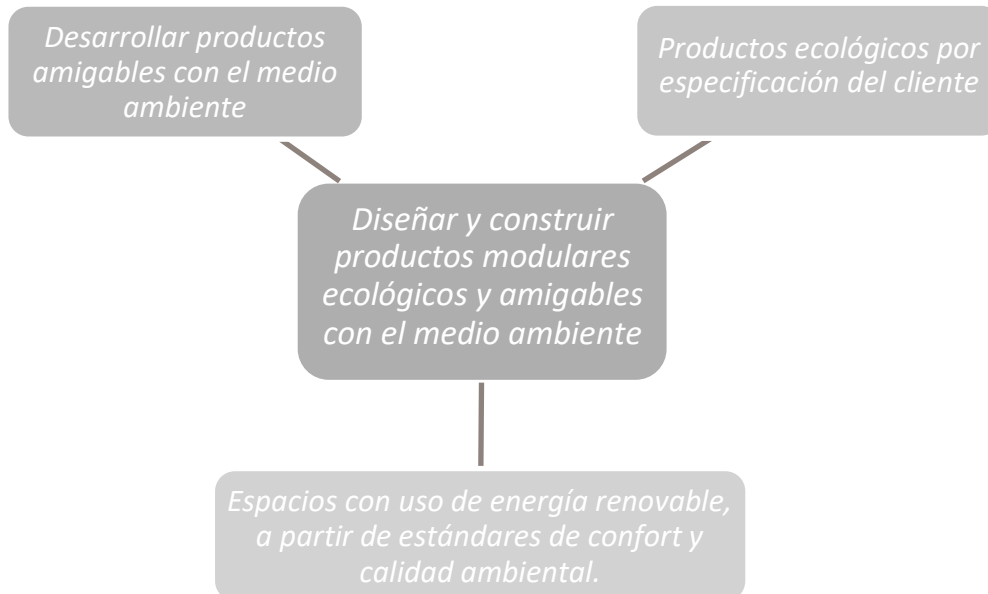 Desarrollar productos
amigables con el medio
ambiente
Productos ecológicos por
especificación del cliente
Diseñar y construir
productos modulares
ecológicos y amigables
con el medio ambiente
Espacios con uso de energía renovable,
a partir de estándares de confort y
calidad ambiental.